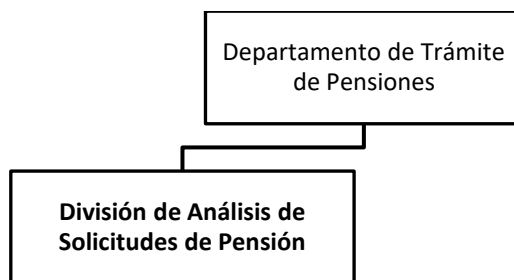 Departamento de Trámite
de Pensiones
División de Análisis de
Solicitudes de Pensión